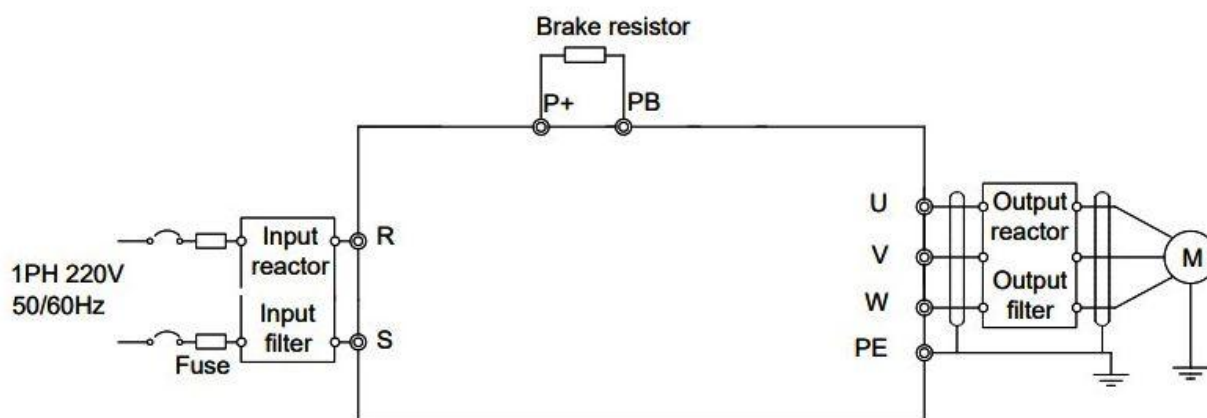 Brake resistor
P+
PB
1PH 220V
50/60Hz
Fuse
Input
reactor
Input
filter
R
S
U
V
W
PE
Output
reactor
Output
filter
M